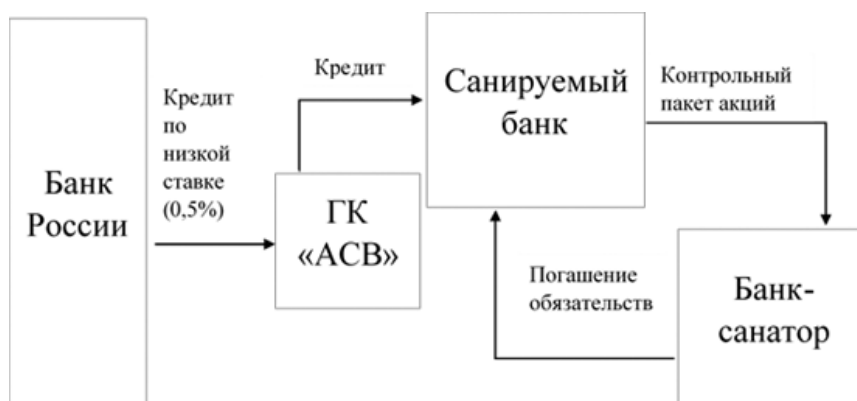 Банк
России
Кредит
по
низкой
ставке
(0,5%)
ГК
«АСВ»
Кредит
Санируемый
банк
Контрольный
пакет акций
Погашение
обязательств
Банк-
санатор